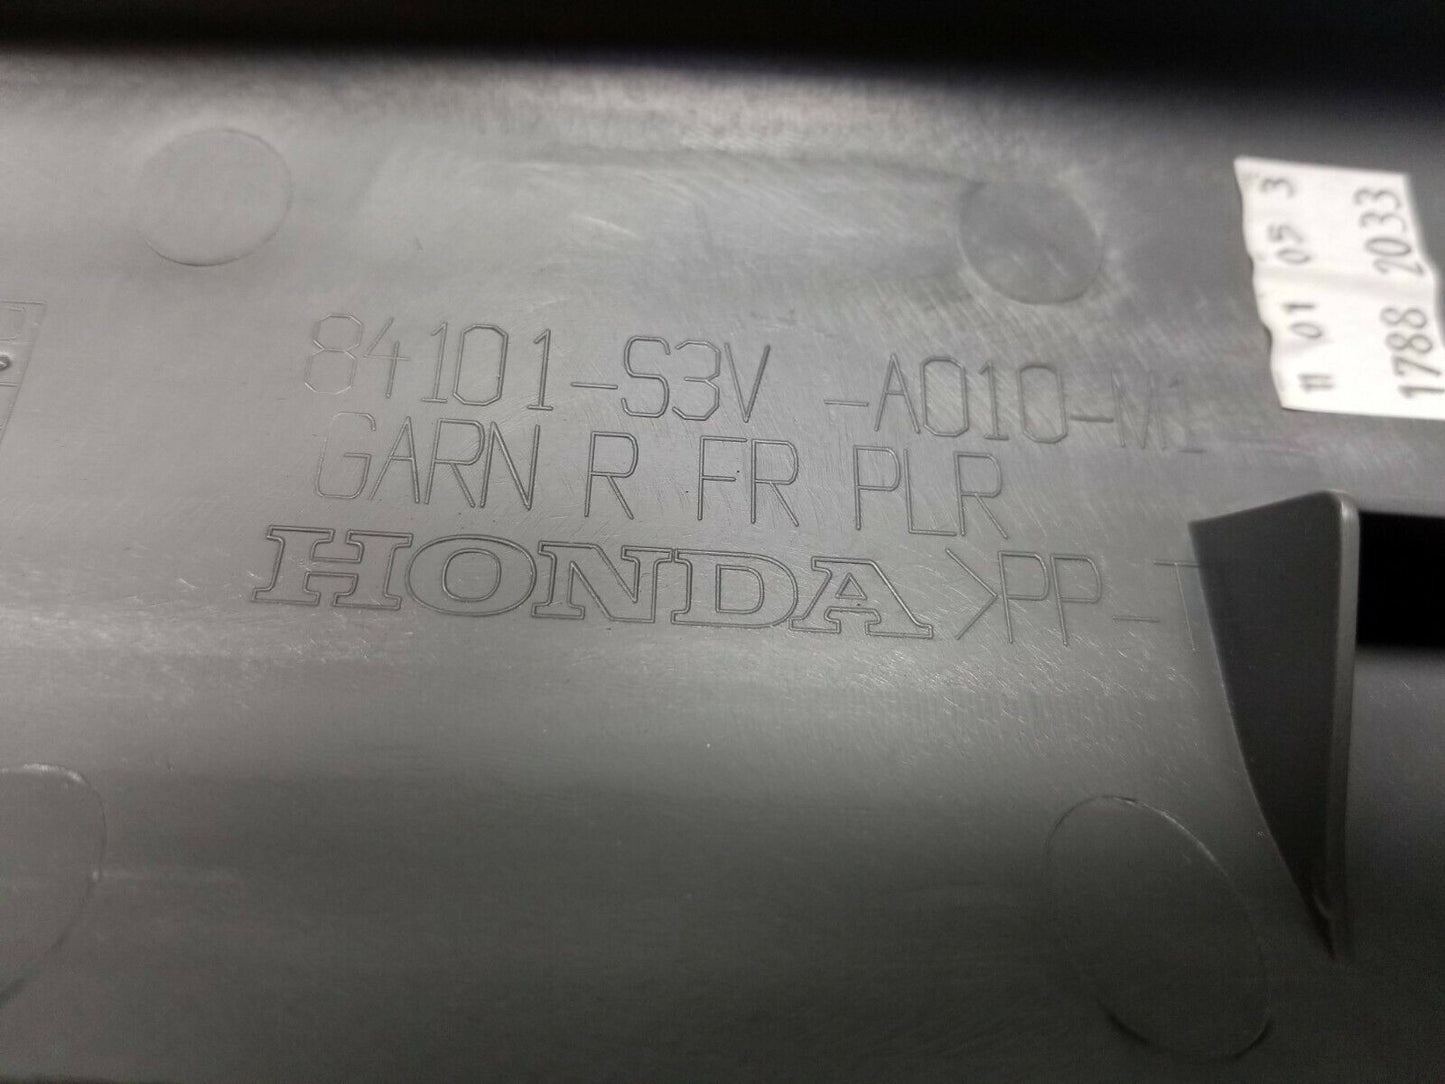 84101-S3V -A010-M1
GARN R FR PLR
HONDA >PP-T
11 01 05 3
1788 2033